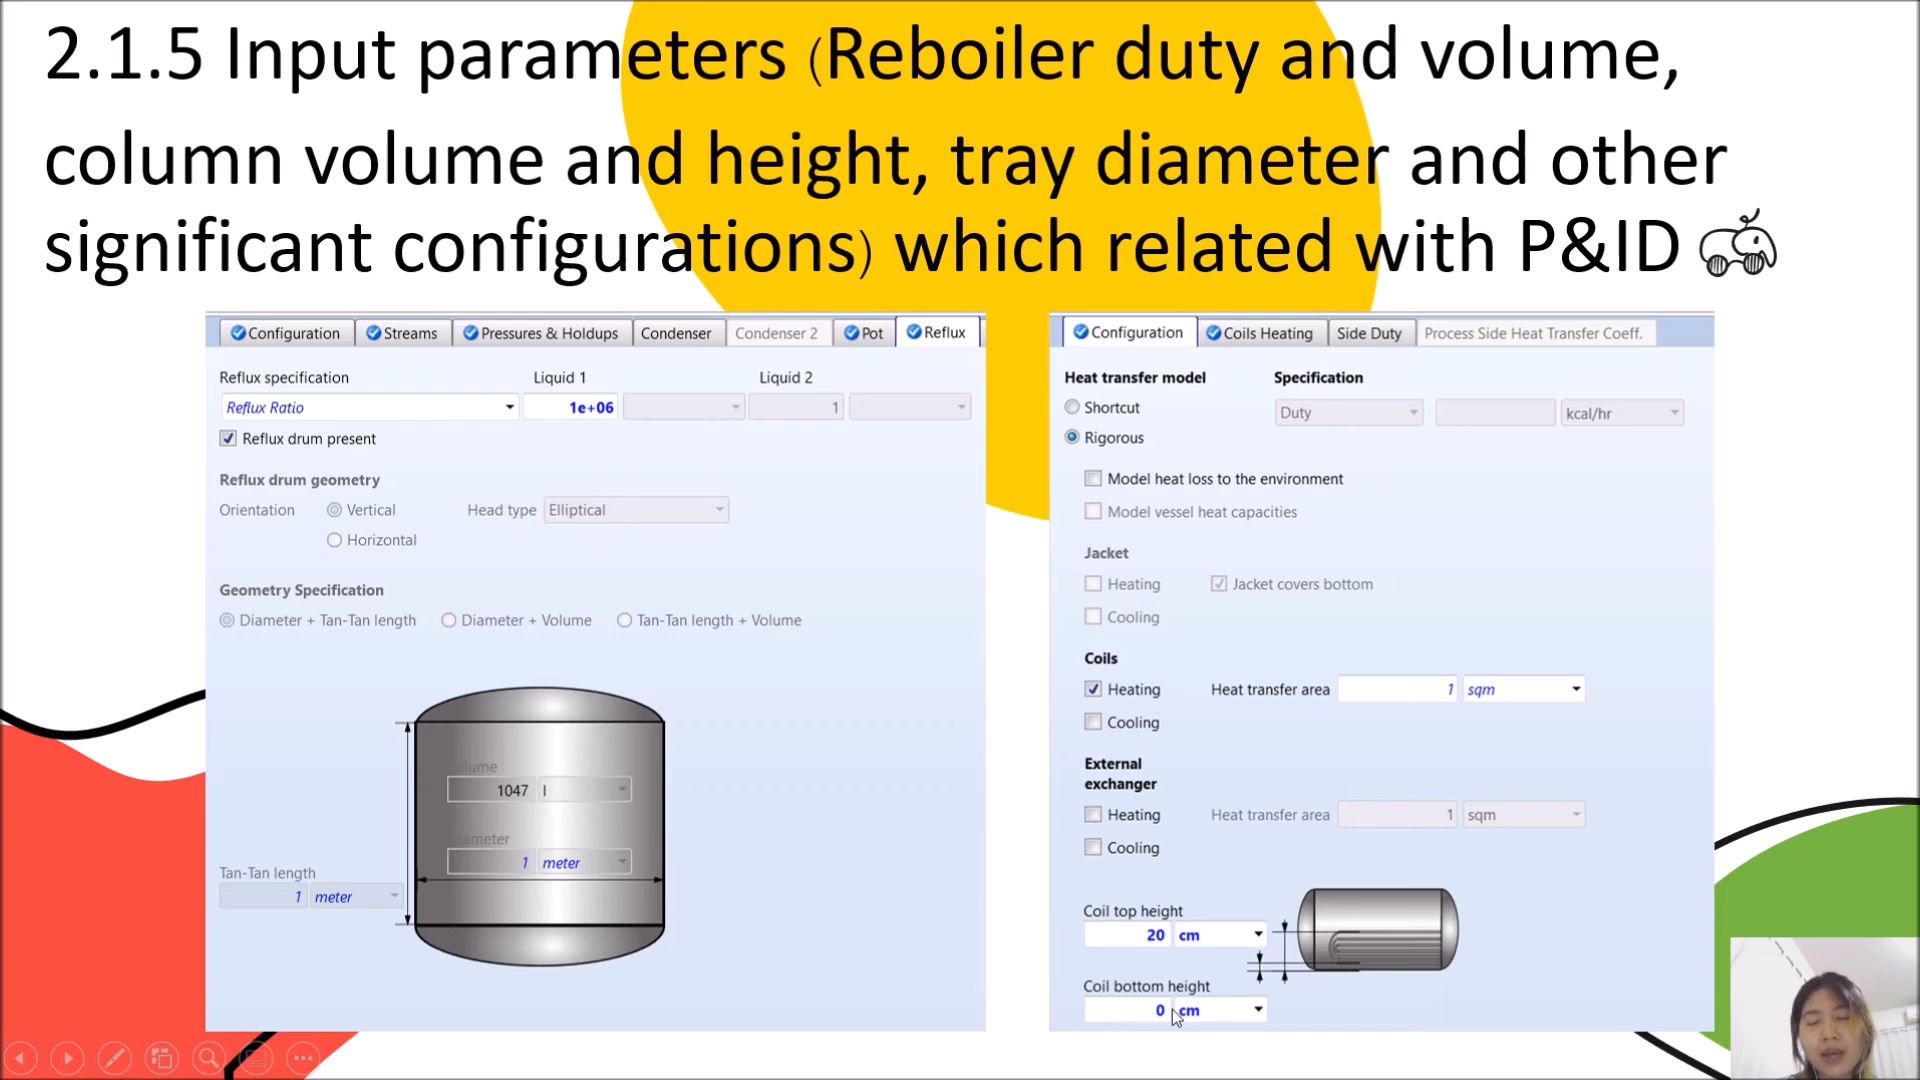 2.1.5 Input parameters (Reboiler duty and volume,
column volume and height, tray diameter and other
significant configurations) which related with P&ID
Configuration Streams Pressures & Holdups Condenser Condenser 2 Pot Reflux
Reflux specification Liquid 1 Liquid 2
Reflux Ratio 1e+06 1
Reflux drum present
Reflux drum geometry
Orientation Vertical Head type Elliptical
Horizontal
Geometry Specification
Diameter + Tan-Tan length Diameter + Volume Tan-Tan length + Volume
1047 l
1 meter
Tan-Tan length
1 meter
Configuration Coils Heating Side Duty Process Side Heat Transfer Coeff.
Heat transfer model Specification
Shortcut Duty kcal/hr
Rigorous
Model heat loss to the environment
Model vessel heat capacities
Jacket
Heating Jacket covers bottom
Cooling
Coils
Heating Heat transfer area 1 sqm
Cooling
External
exchanger
Heating Heat transfer area 1 sqm
Cooling
Coil top height
20 cm
Coil bottom height
0 cm